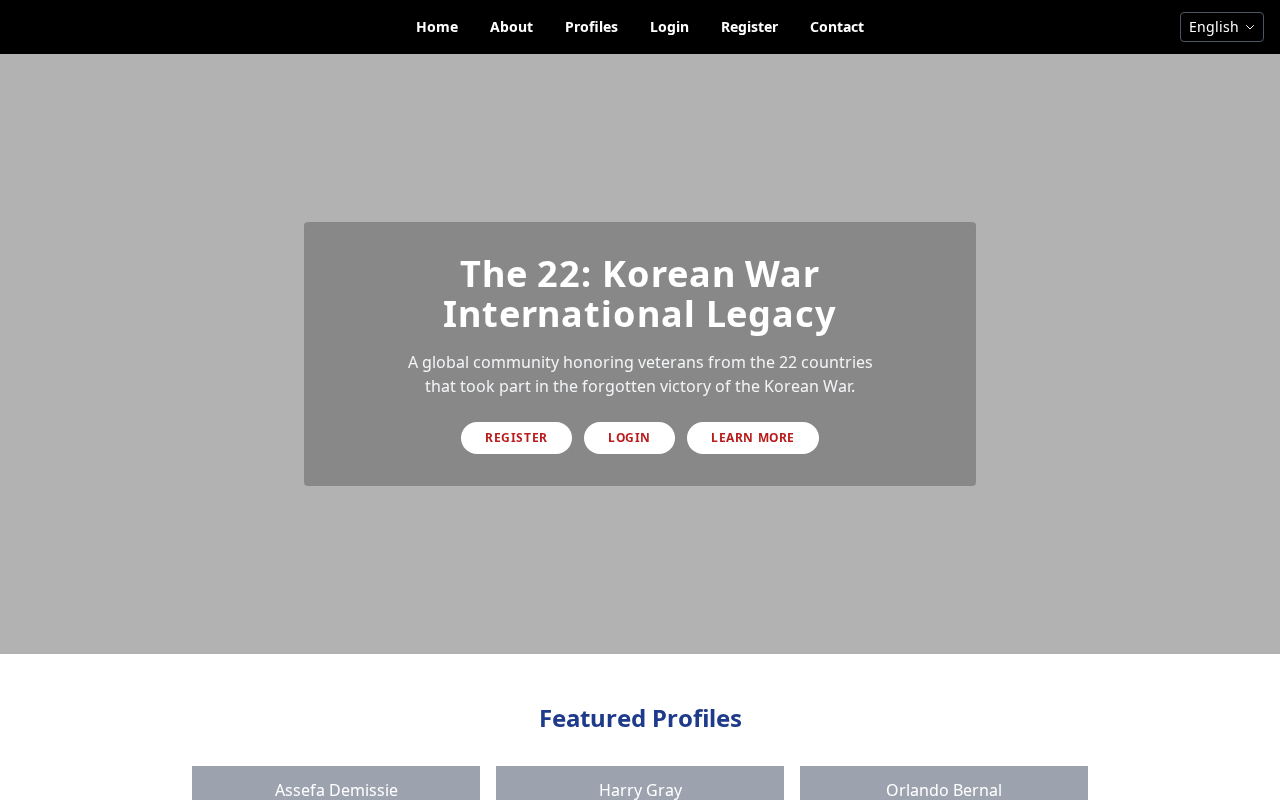 Home About Profiles Login Register Contact English
The 22: Korean War
International Legacy
A global community honoring veterans from the 22 countries
that took part in the forgotten victory of the Korean War.
REGISTER LOGIN LEARN MORE
Featured Profiles
Assefa Demissie Harry Gray Orlando Bernal